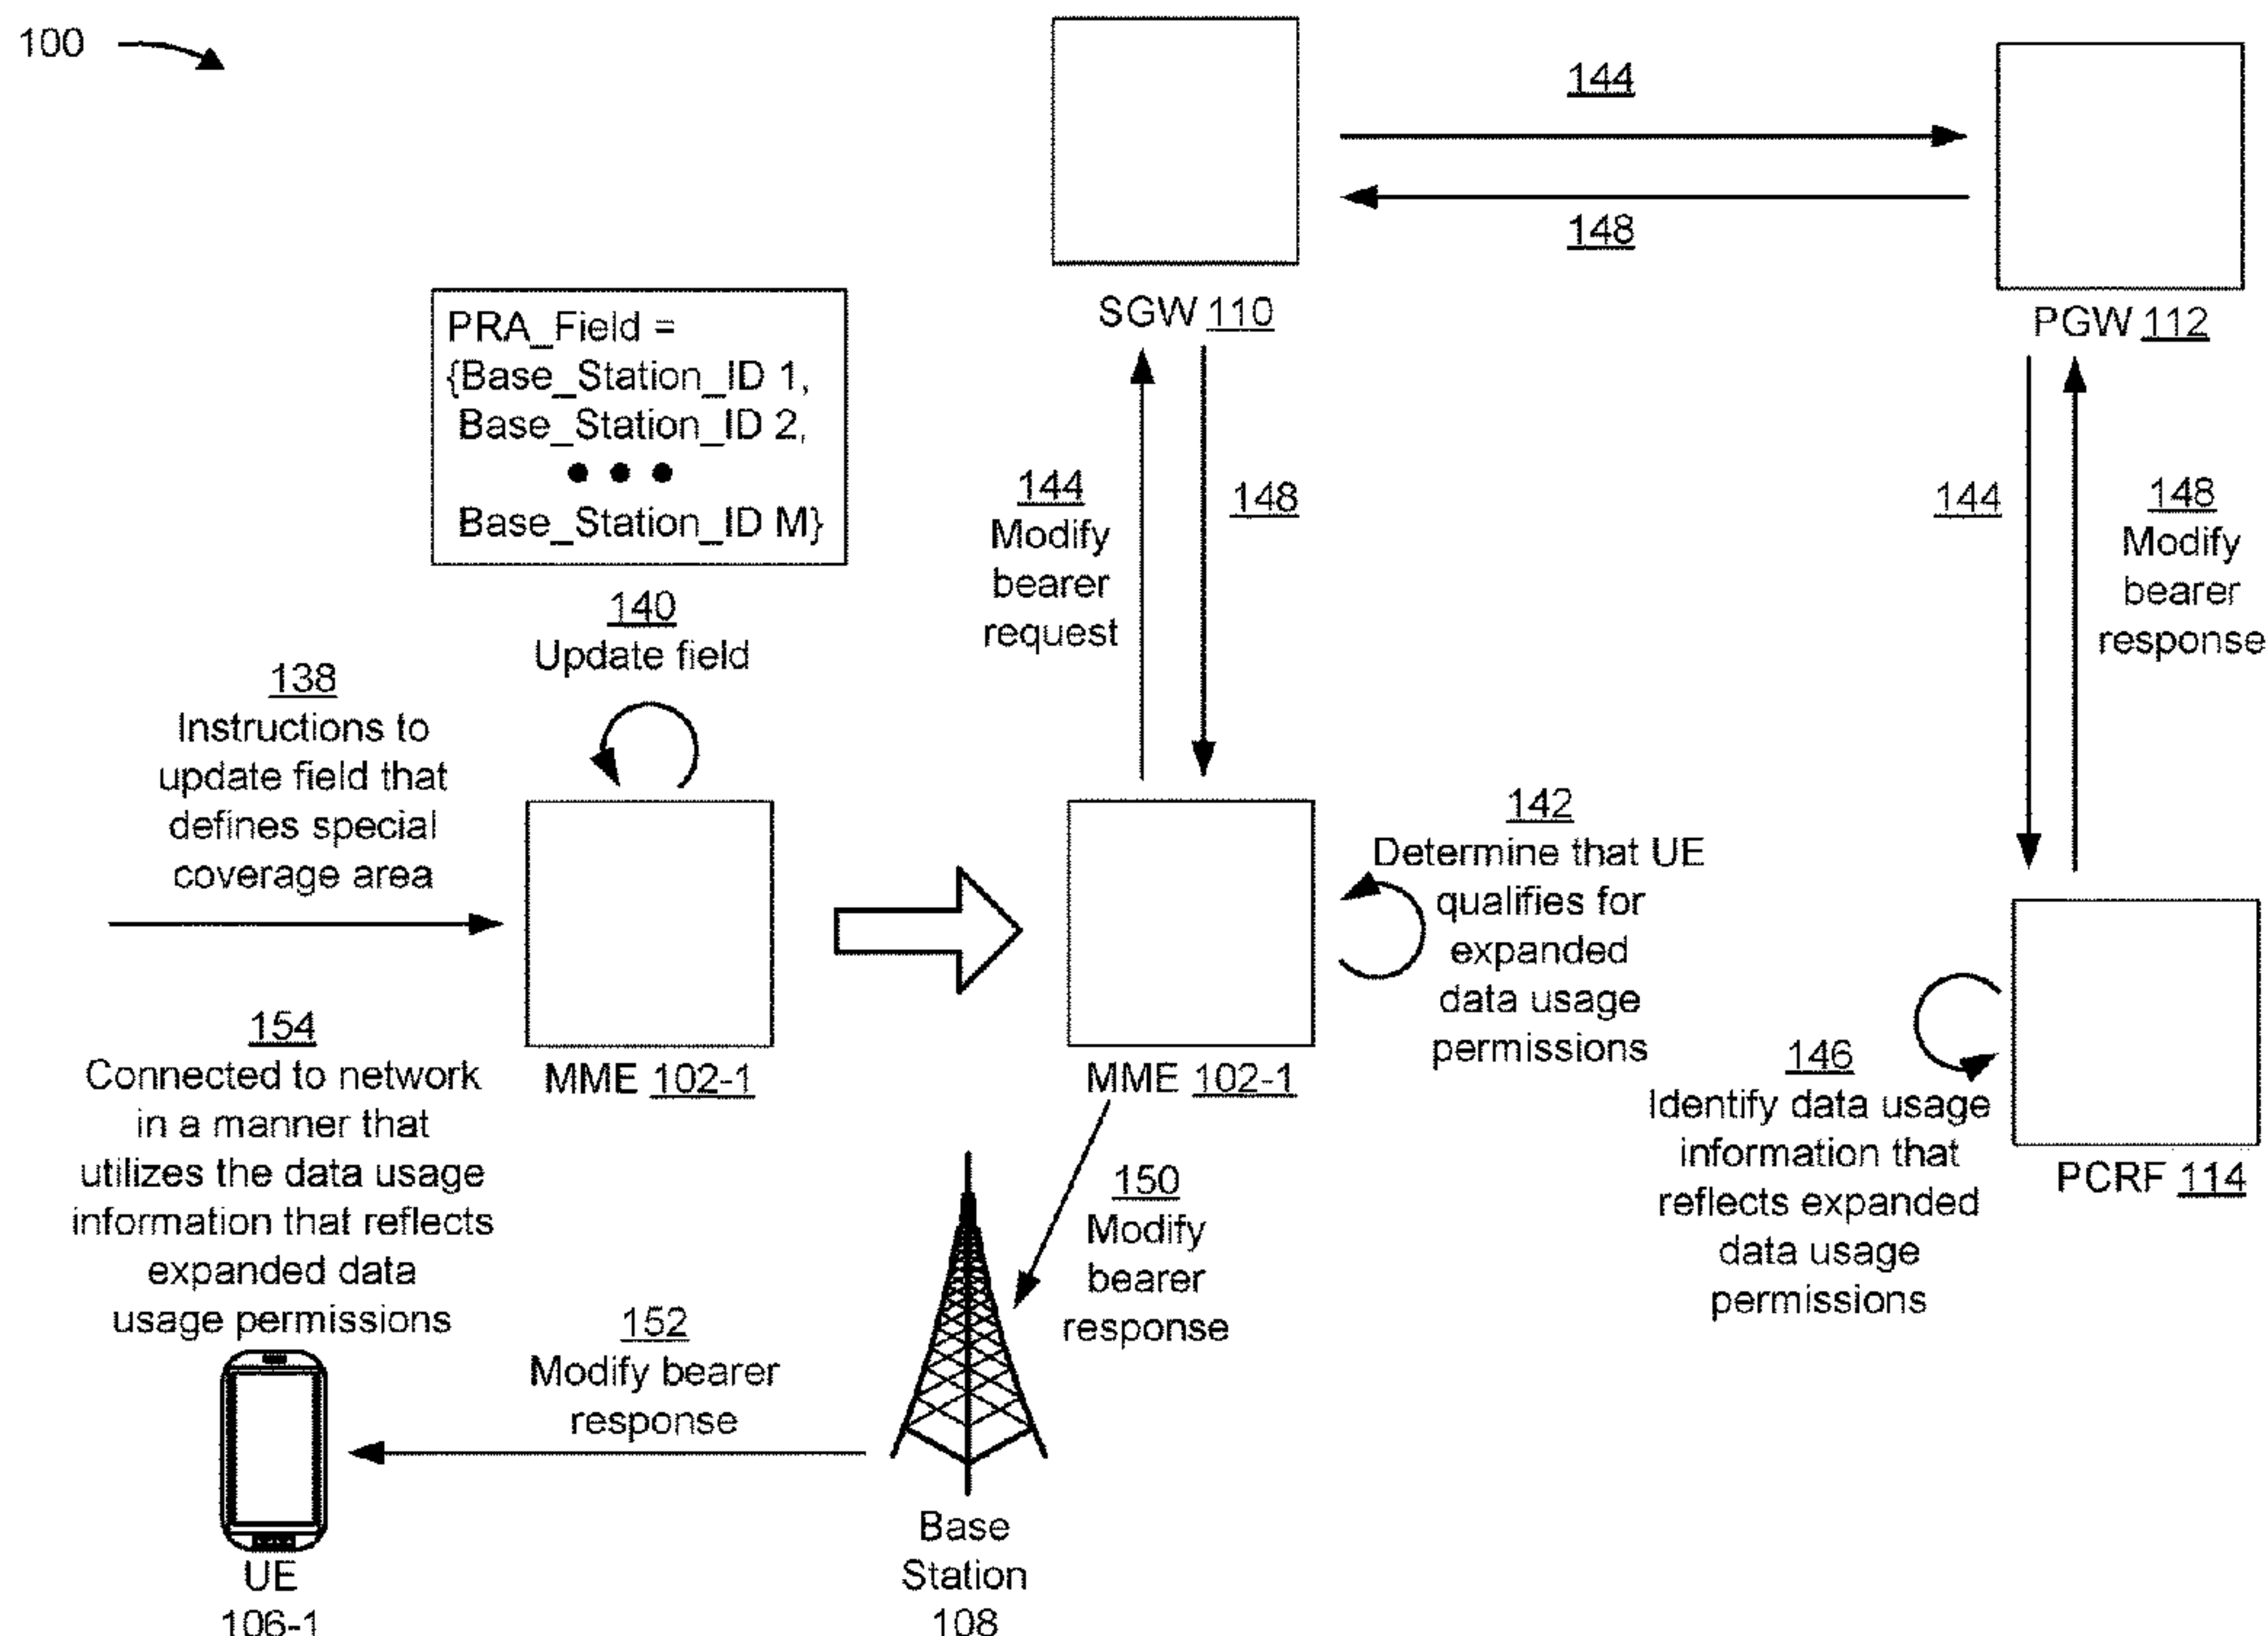 100
144
148
SGW 110
PGW 112
PRA_Field =
{Base_Station_ID 1,
Base_Station_ID 2,
● ● ●
Base_Station_ID M}
140
Update field
144
Modify
bearer
request
148
144
148
Modify
bearer
response
138
Instructions to
update field that
defines special
coverage area
MME 102-1
MME 102-1
142
Determine that UE
qualifies for
expanded
data usage
permissions
146
Identify data usage
information that
reflects expanded
data usage
permissions
PCRF 114
154
Connected to network
in a manner that
utilizes the data usage
information that reflects
expanded data
usage permissions
150
Modify
bearer
response
152
Modify bearer
response
UE
106-1
Base
Station
108